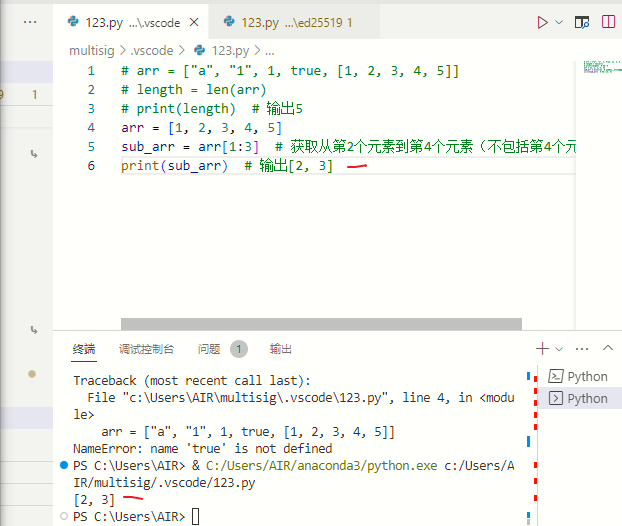 123.py ...\.vscode
123.py ...\ed25519 1
multisig > .vscode > 123.py > ...
1 # arr = ["a", "1", 1, true, [1, 2, 3, 4, 5]]
2 # length = len(arr)
3 # print(length)  # 输出5
4 arr = [1, 2, 3, 4, 5]
5 sub_arr = arr[1:3]  # 获取从第2个元素到第4个元素（不包括第4个元
6 print(sub_arr)  # 输出[2, 3]
9 1
终端 调试控制台 问题 1 输出
Traceback (most recent call last):
  File "c:\Users\AIR\multisig\.vscode\123.py", line 4, in <modu
le>
    arr = ["a", "1", 1, true, [1, 2, 3, 4, 5]]
NameError: name 'true' is not defined
PS C:\Users\AIR> & C:/Users/AIR/anaconda3/python.exe c:/Users/A
IR/multisig/.vscode/123.py
[2, 3]
PS C:\Users\AIR>
Python
Python